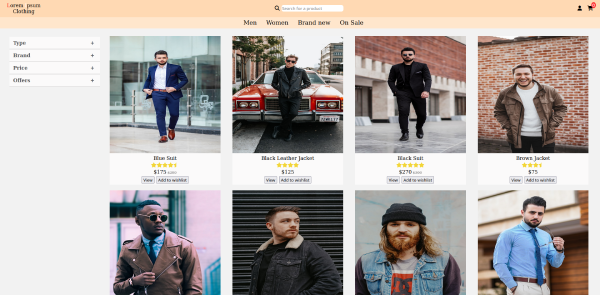 Lorem Ipsum
Clothing
Search for a product
0
Men Women Brand new On Sale
Type +
Brand +
Price +
Offers +
Blue Suit
$175
View Add to wishlist
Black Leather Jacket
$125
View Add to wishlist
Black Suit
$270
View Add to wishlist
Brown Jacket
$75
View Add to wishlist